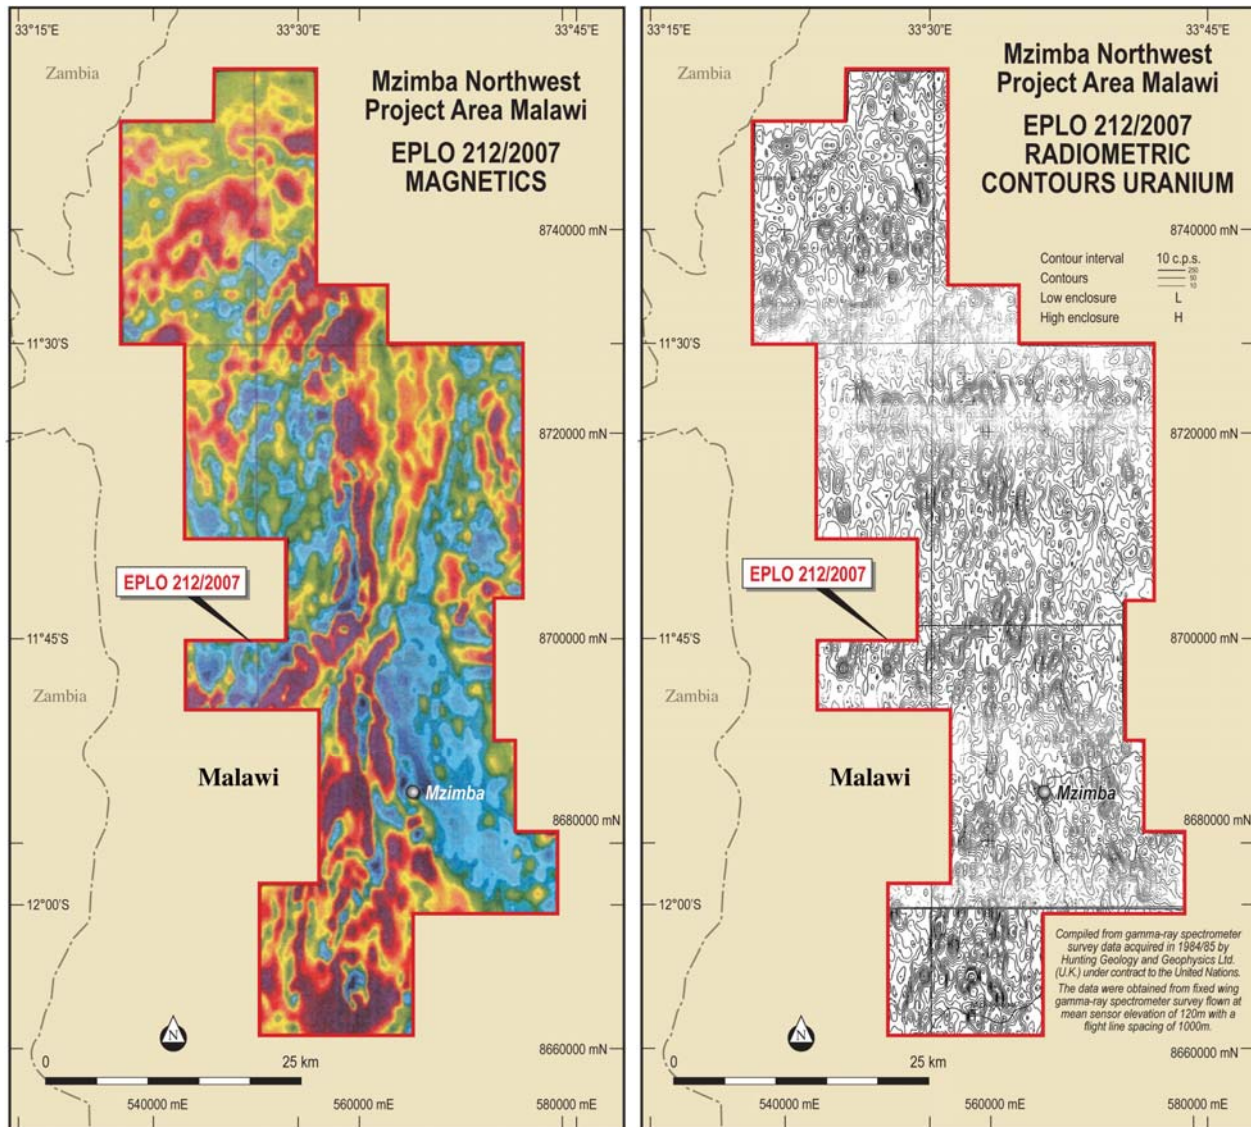 33°15'E
33°30'E
33°45'E
Zambia
Mzimba Northwest
Project Area Malawi
EPLO 212/2007
MAGNETICS
8740000 mN
11°30'S
8720000 mN
EPLO 212/2007
11°45'S
8700000 mN
Zambia
Malawi
Mzimba
8680000 mN
12°00'S
N
8660000 mN
0
25 km
540000 mE
560000 mE
580000 mE
33°15'E
33°30'E
33°45'E
Zambia
Mzimba Northwest
Project Area Malawi
EPLO 212/2007
RADIOMETRIC
CONTOURS URANIUM
8740000 mN
Contour interval 10 c.p.s.
Contours 250
50
10
Low enclosure L
High enclosure H
11°30'S
8720000 mN
EPLO 212/2007
11°45'S
8700000 mN
Zambia
Malawi
Mzimba
8680000 mN
12°00'S
Compiled from gamma-ray spectrometer
survey data acquired in 1984/85 by
Hunting Geology and Geophysics Ltd.
(U.K.) under contract to the United Nations.
The data were obtained from fixed wing
gamma-ray spectrometer survey flown at
mean sensor elevation of 120m with a
flight line spacing of 1000m.
N
8660000 mN
0
25 km
540000 mE
560000 mE
580000 mE